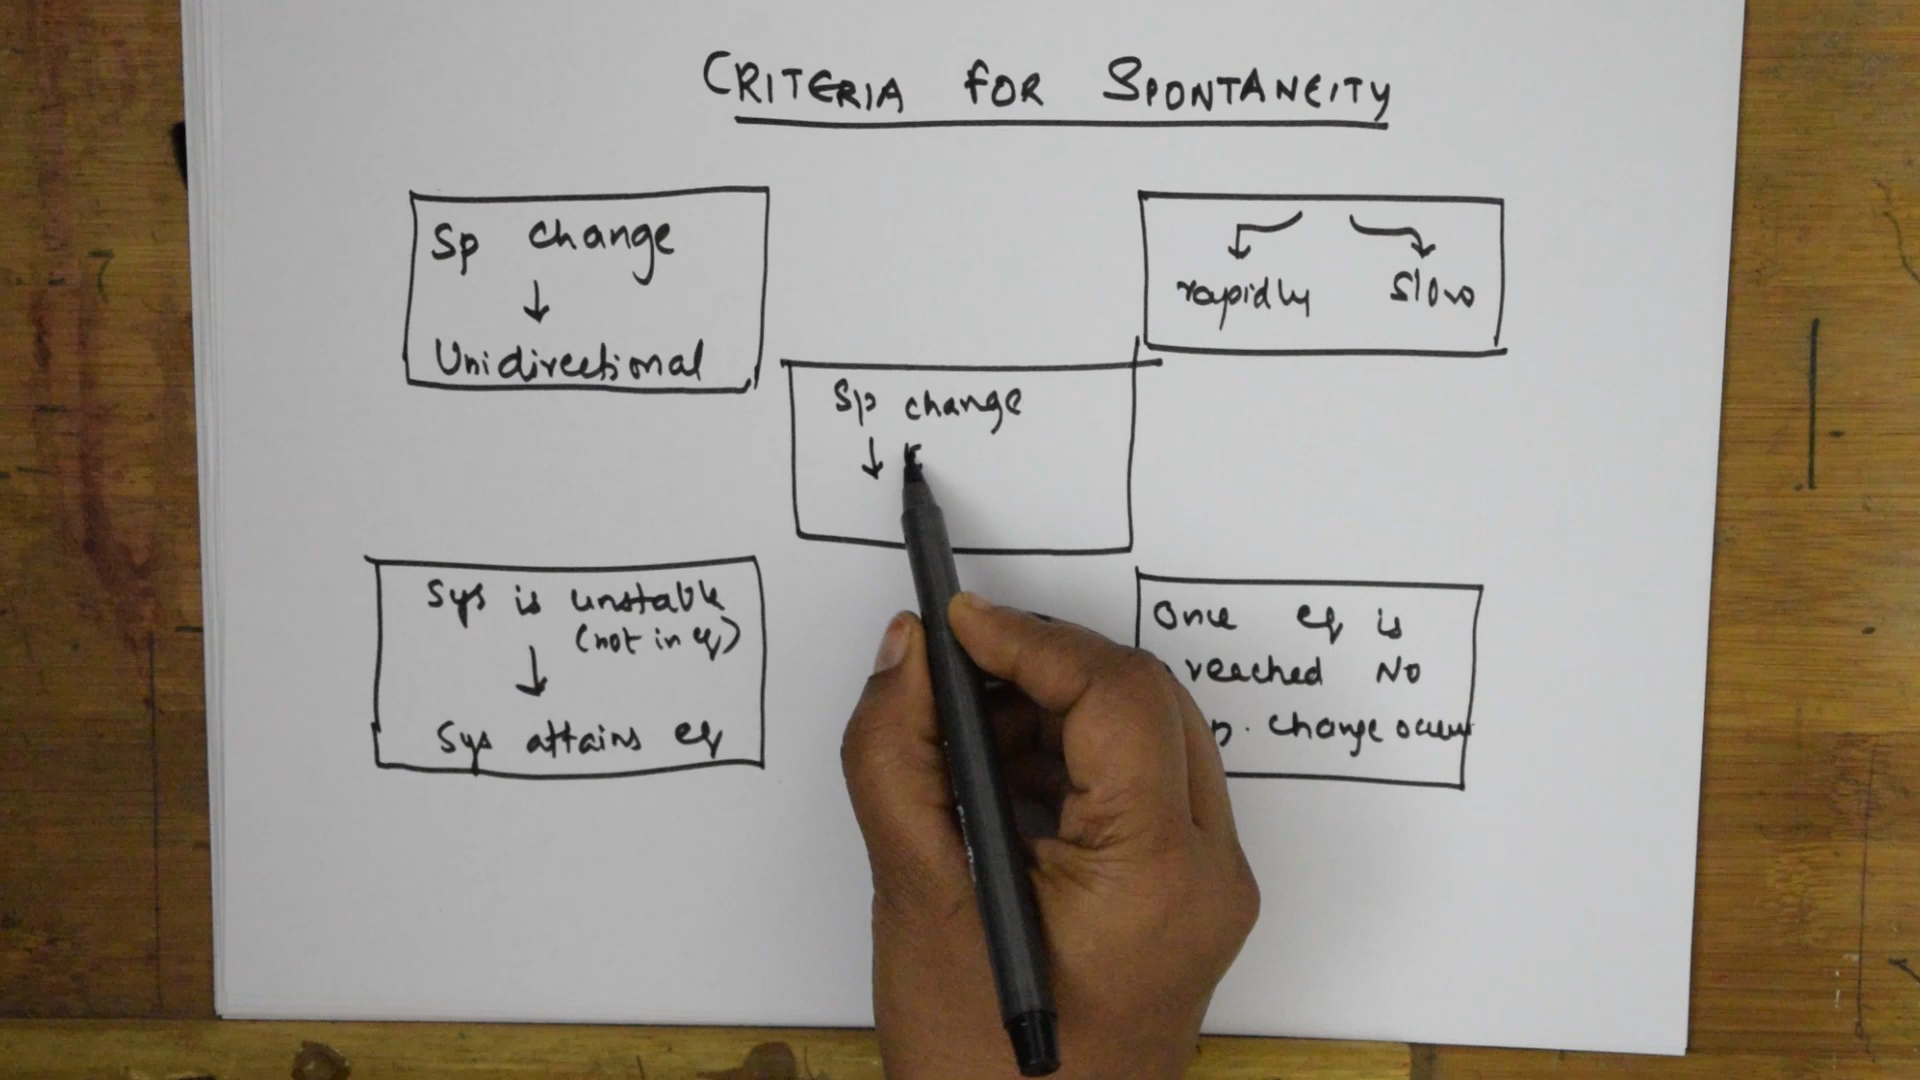 CRITERIA FOR SPONTANEITY
Sp change
↓
Unidirectional
rapidly slow
Sp change
↓
Sys is unstable
(not in eq)
↓
Sys attains eq
Once eq is
reached NO
p. change occurs